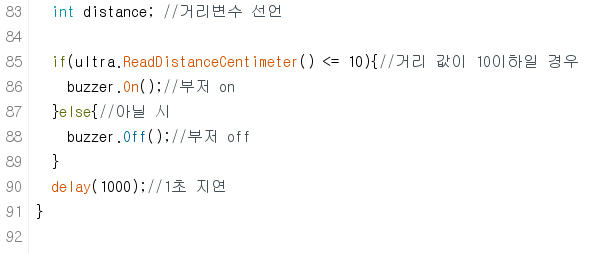 83 int distance; //거리변수 선언
84
85 if(ultra.ReadDistanceCentimeter() <= 10){//거리 값이 10이하일 경우
86 buzzer.On();//부저 on
87 }else{//아닐 시
88 buzzer.Off();//부저 off
89 }
90 delay(1000);//1초 지연
91 }
92